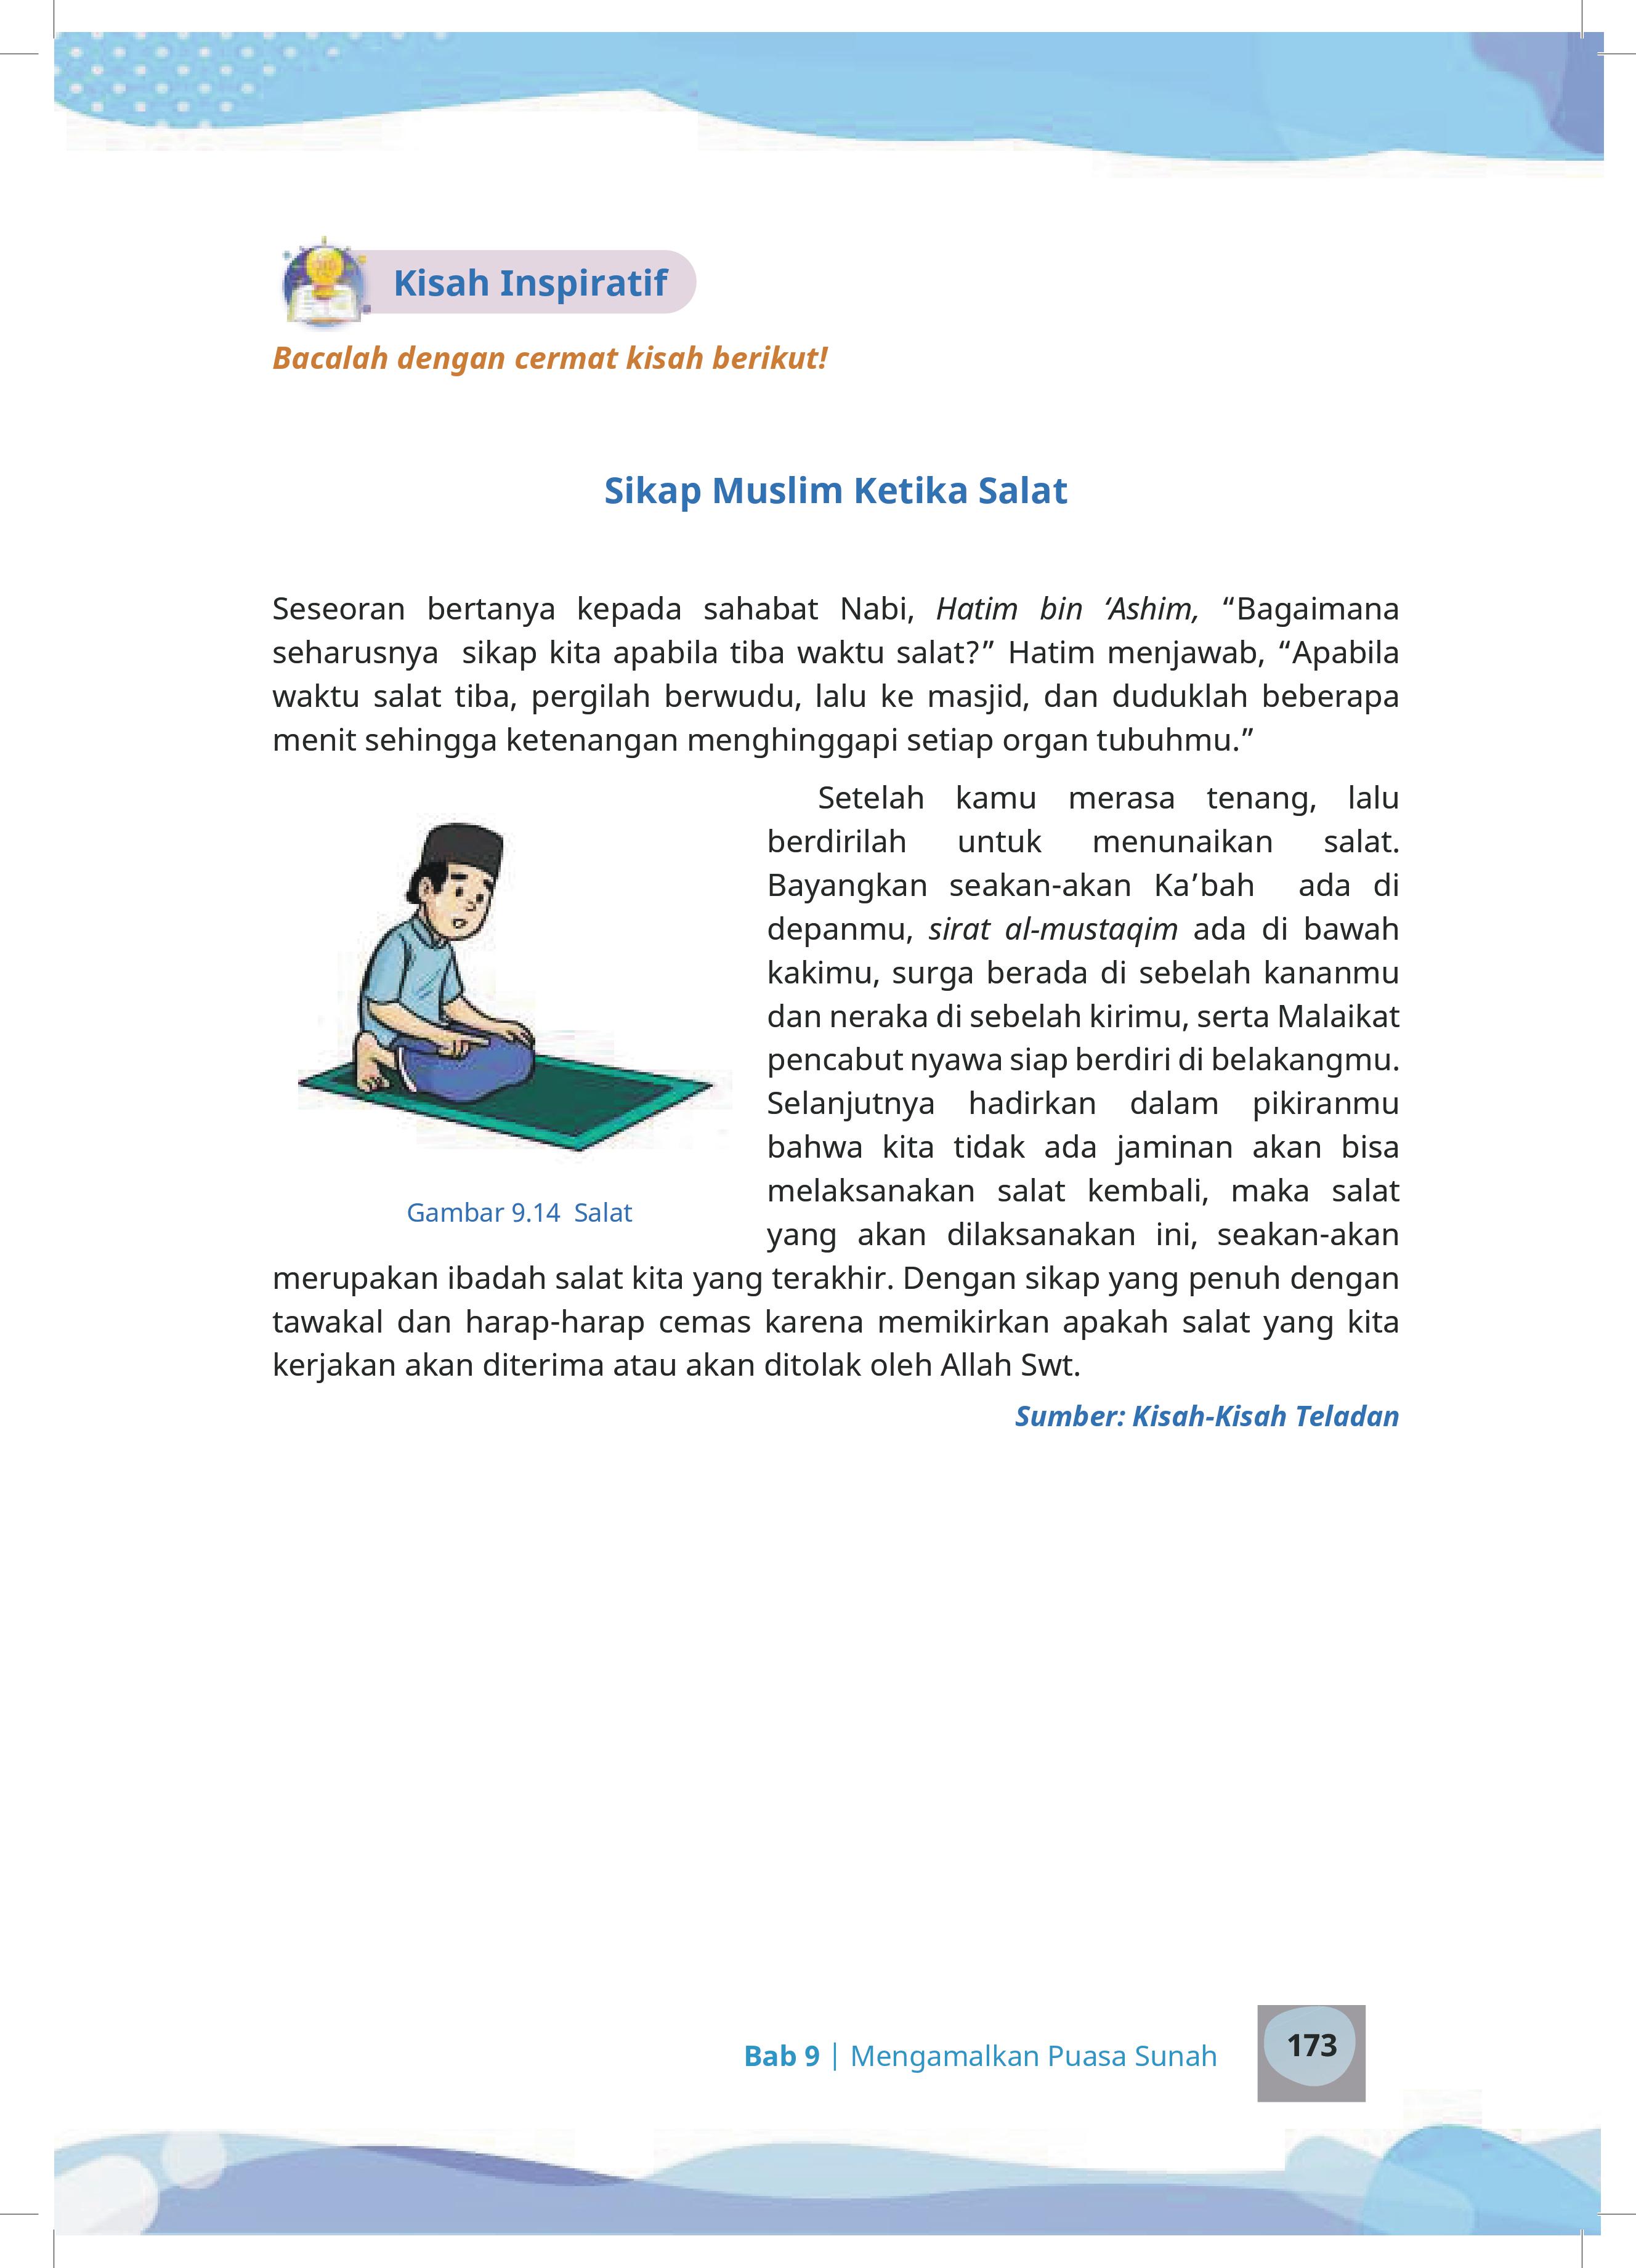 Kisah Inspiratif
Bacalah dengan cermat kisah berikut!
Sikap Muslim Ketika Salat
Seseoran bertanya kepada sahabat Nabi, Hatim bin ‘Ashim, “Bagaimana
seharusnya sikap kita apabila tiba waktu salat?” Hatim menjawab, “Apabila
waktu salat tiba, pergilah berwudu, lalu ke masjid, dan duduklah beberapa
menit sehingga ketenangan menghinggapi setiap organ tubuhmu.”
Setelah kamu merasa tenang, lalu
berdirilah untuk menunaikan salat.
Bayangkan seakan-akan Ka’bah ada di
depanmu, sirat al-mustaqim ada di bawah
kakimu, surga berada di sebelah kananmu
dan neraka di sebelah kirimu, serta Malaikat
pencabut nyawa siap berdiri di belakangmu.
Selanjutnya hadirkan dalam pikiranmu
bahwa kita tidak ada jaminan akan bisa
melaksanakan salat kembali, maka salat
yang akan dilaksanakan ini, seakan-akan
Gambar 9.14 Salat
merupakan ibadah salat kita yang terakhir. Dengan sikap yang penuh dengan
tawakal dan harap-harap cemas karena memikirkan apakah salat yang kita
kerjakan akan diterima atau akan ditolak oleh Allah Swt.
Sumber: Kisah-Kisah Teladan
Bab 9 | Mengamalkan Puasa Sunah
173